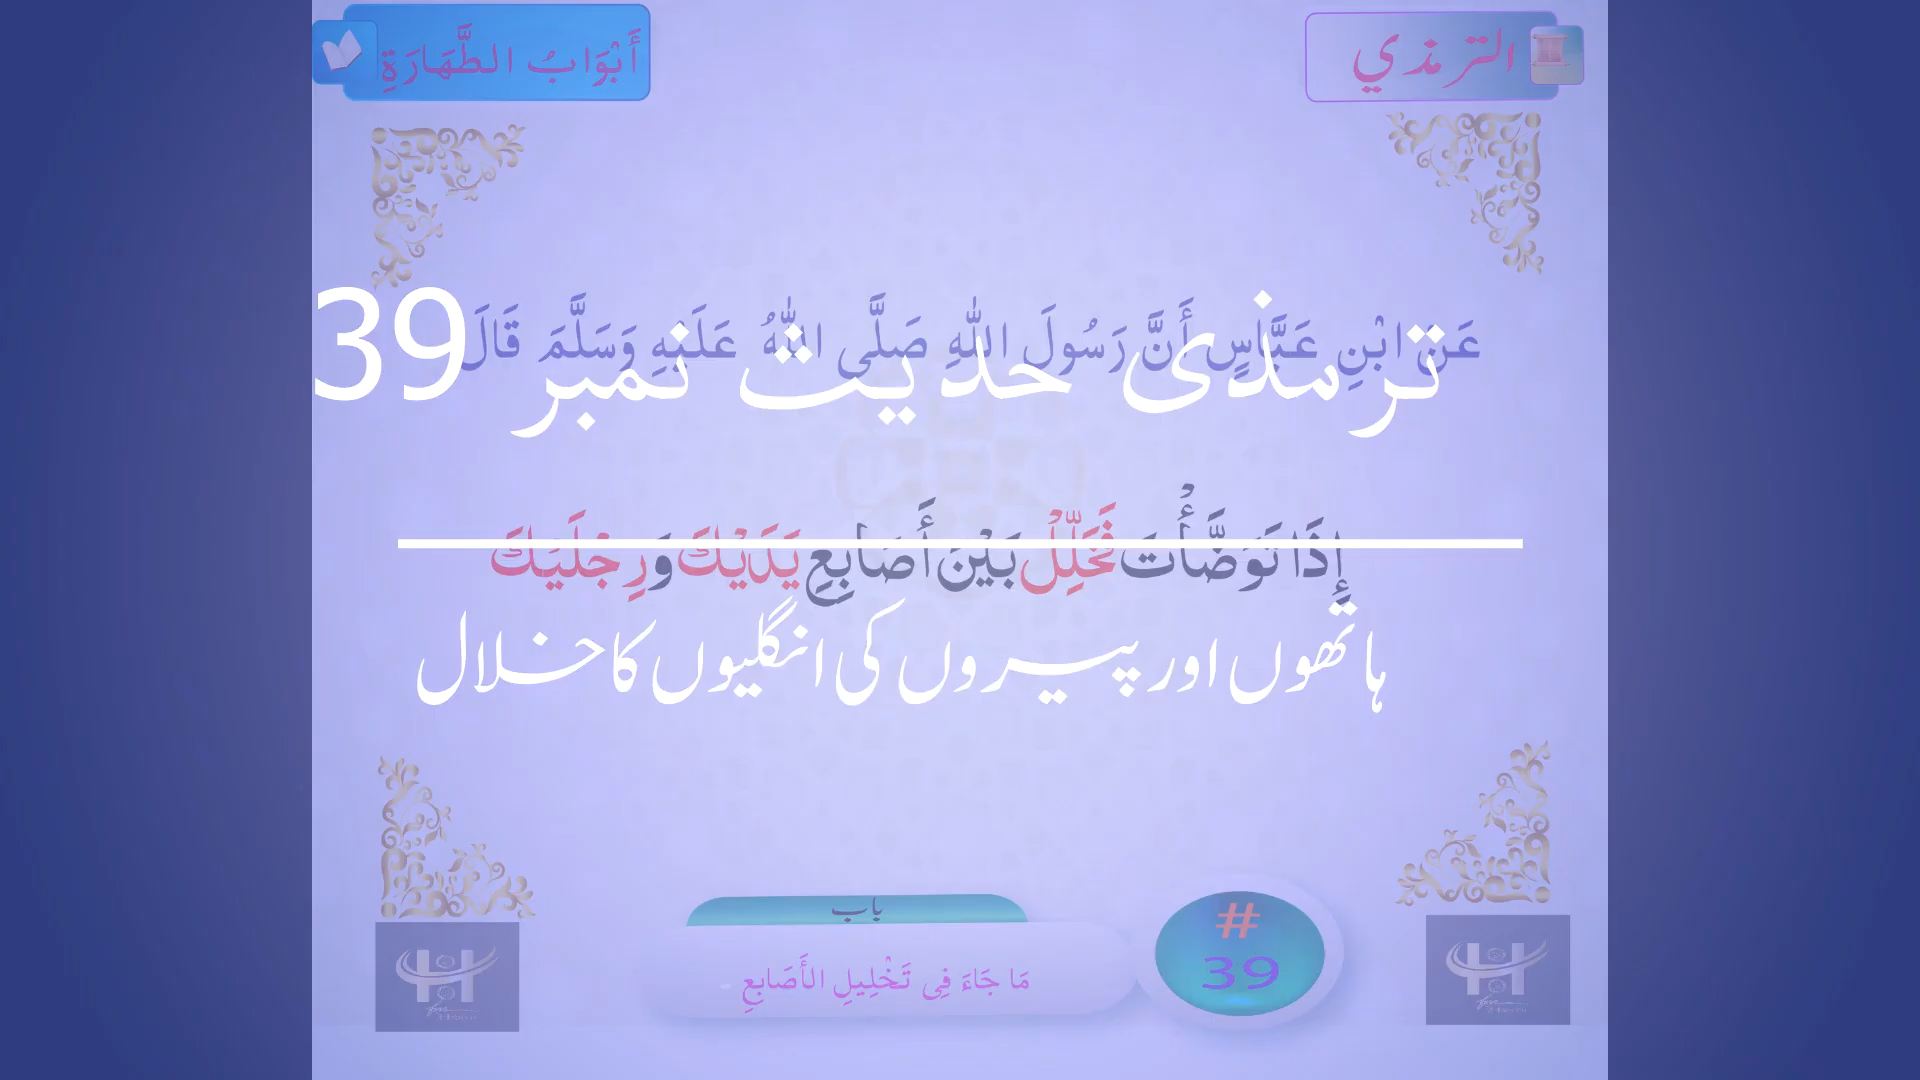 أَبْوَابُ الطَّهَارَةِ
الترمذي
عَنِ ابْنِ عَبَّاسٍ أَنَّ رَسُولَ اللَّهِ صَلَّى اللَّهُ عَلَيْهِ وَسَلَّمَ قَالَ
ترمذی حدیث نمبر 39
إِذَا تَوَضَّأْتَ فَخَلِّلْ بَيْنَ أَصَابِعِ يَدَيْكَ وَرِجْلَيْكَ
ہاتھوں اور پیروں کی انگلیوں کا خلال
باب
مَا جَاءَ فِي تَخْلِيلِ الأَصَابِعِ
#
39